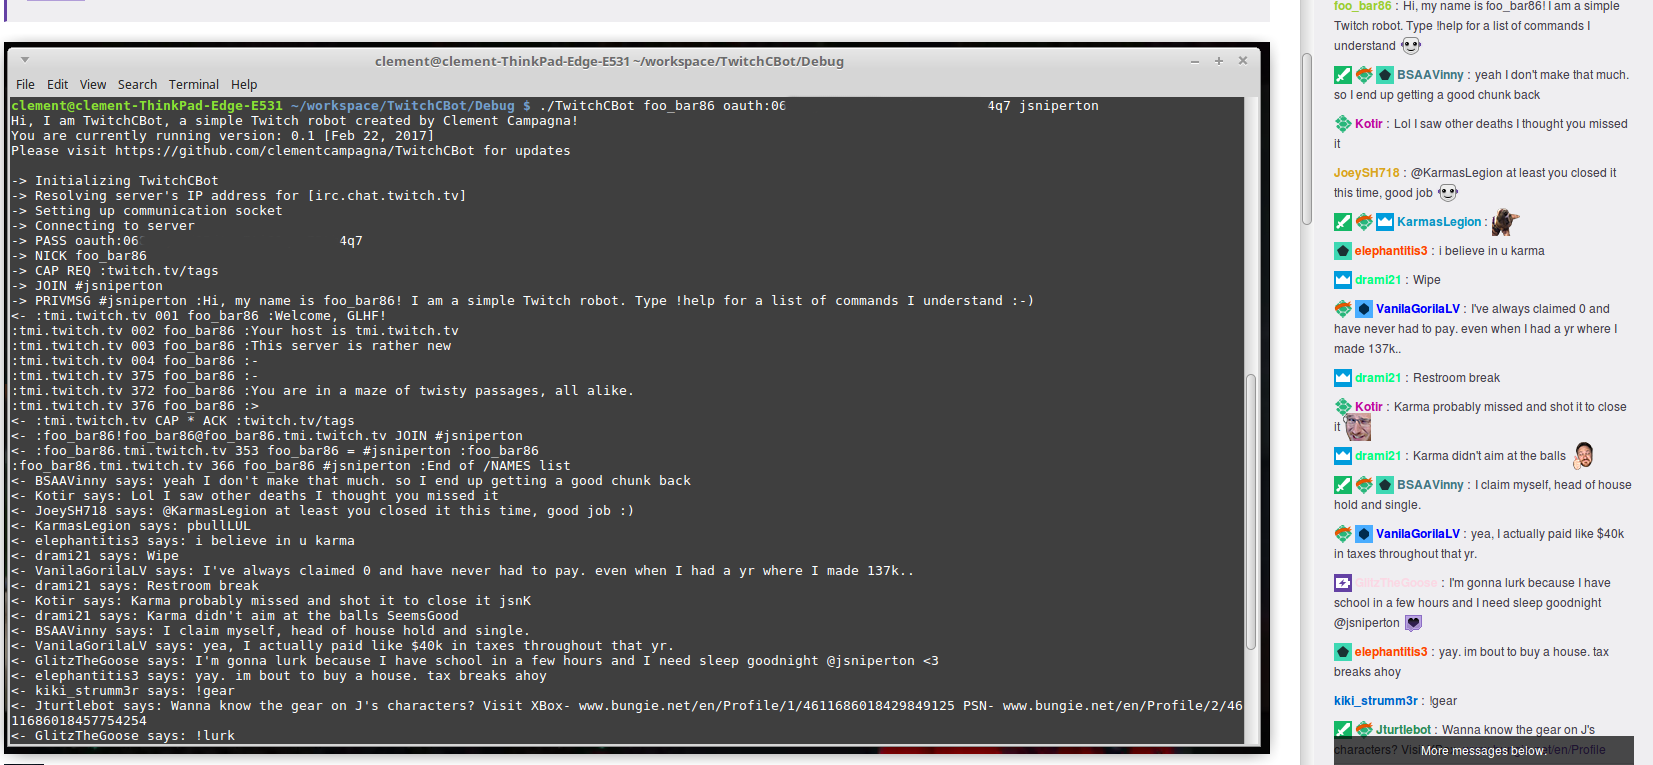 clement@clement-ThinkPad-Edge-E531 ~/workspace/TwitchCBot/Debug
File Edit View Search Terminal Help
clement@clement-ThinkPad-Edge-E531 ~/workspace/TwitchCBot/Debug $ ./TwitchCBot foo_bar86 oauth:06 4q7 jsniperton
Hi, I am TwitchCBot, a simple Twitch robot created by Clement Campagna!
You are currently running version: 0.1 [Feb 22, 2017]
Please visit https://github.com/clementcampagna/TwitchCBot for updates
-> Initializing TwitchCBot
-> Resolving server's IP address for [irc.chat.twitch.tv]
-> Setting up communication socket
-> Connecting to server
-> PASS oauth:06 4q7
-> NICK foo_bar86
-> CAP REQ :twitch.tv/tags
-> JOIN #jsniperton
-> PRIVMSG #jsniperton :Hi, my name is foo_bar86! I am a simple Twitch robot. Type !help for a list of commands I understand :-)
<- :tmi.twitch.tv 001 foo_bar86 :Welcome, GLHF!
:tmi.twitch.tv 002 foo_bar86 :Your host is tmi.twitch.tv
:tmi.twitch.tv 003 foo_bar86 :This server is rather new
:tmi.twitch.tv 004 foo_bar86 :-
:tmi.twitch.tv 375 foo_bar86 :-
:tmi.twitch.tv 372 foo_bar86 :You are in a maze of twisty passages, all alike.
:tmi.twitch.tv 376 foo_bar86 :>
<- :tmi.twitch.tv CAP * ACK :twitch.tv/tags
<- :foo_bar86!foo_bar86@foo_bar86.tmi.twitch.tv JOIN #jsniperton
<- :foo_bar86.tmi.twitch.tv 353 foo_bar86 = #jsniperton :foo_bar86
:foo_bar86.tmi.twitch.tv 366 foo_bar86 #jsniperton :End of /NAMES list
<- BSAAVinny says: yeah I don't make that much. so I end up getting a good chunk back
<- Kotir says: Lol I saw other deaths I thought you missed it
<- JoeySH718 says: @KarmasLegion at least you closed it this time, good job :)
<- KarmasLegion says: pbullLUL
<- elephantitis3 says: i believe in u karma
<- drami21 says: Wipe
<- VanilaGorilaLV says: I've always claimed 0 and have never had to pay. even when I had a yr where I made 137k..
<- drami21 says: Restroom break
<- Kotir says: Karma probably missed and shot it to close it jsnK
<- drami21 says: Karma didn't aim at the balls SeemsGood
<- BSAAVinny says: I claim myself, head of house hold and single.
<- VanilaGorilaLV says: yea, I actually paid like $40k in taxes throughout that yr.
<- GlitzTheGoose says: I'm gonna lurk because I have school in a few hours and I need sleep goodnight @jsniperton <3
<- elephantitis3 says: yay. im bout to buy a house. tax breaks ahoy
<- kiki_strumm3r says: !gear
<- Jturtlebot says: Wanna know the gear on J's characters? Visit XBox- www.bungie.net/en/Profile/1/4611686018429849125 PSN- www.bungie.net/en/Profile/2/46
11686018457754254
<- GlitzTheGoose says: !lurk
foo_bar86 : Hi, my name is foo_bar86! I am a simple
Twitch robot. Type !help for a list of commands I
understand
BSAAVinny : yeah I don't make that much.
so I end up getting a good chunk back
Kotir : Lol I saw other deaths I thought you missed
it
JoeySH718 : @KarmasLegion at least you closed it
this time, good job
KarmasLegion :
elephantitis3 : i believe in u karma
drami21 : Wipe
VanilaGorilaLV : I've always claimed 0 and
have never had to pay. even when I had a yr where I
made 137k..
drami21 : Restroom break
Kotir : Karma probably missed and shot it to close
it
drami21 : Karma didn't aim at the balls
BSAAVinny : I claim myself, head of house
hold and single.
VanilaGorilaLV : yea, I actually paid like $40k
in taxes throughout that yr.
GlitzTheGoose : I'm gonna lurk because I have
school in a few hours and I need sleep goodnight
@jsniperton
elephantitis3 : yay. im bout to buy a house. tax
breaks ahoy
kiki_strumm3r : !gear
Jturtlebot : Wanna know the gear on J's
characters? Visi et/en/Profile
More messages below.